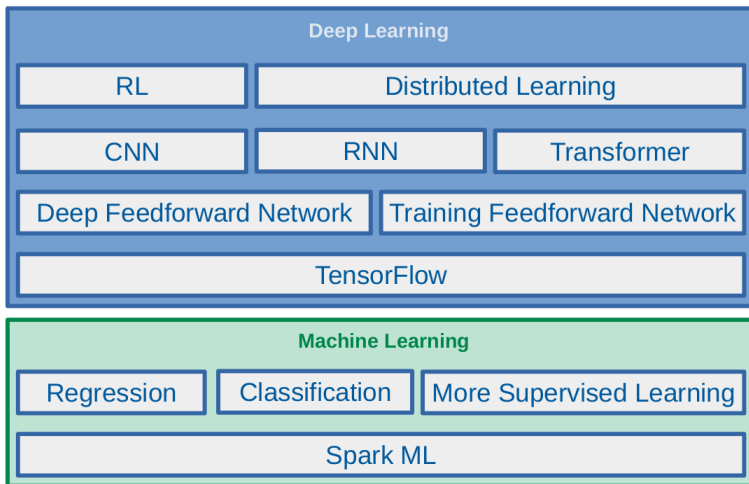 Deep Learning
RL
Distributed Learning
CNN
RNN
Transformer
Deep Feedforward Network
Training Feedforward Network
TensorFlow
Machine Learning
Regression
Classification
More Supervised Learning
Spark ML